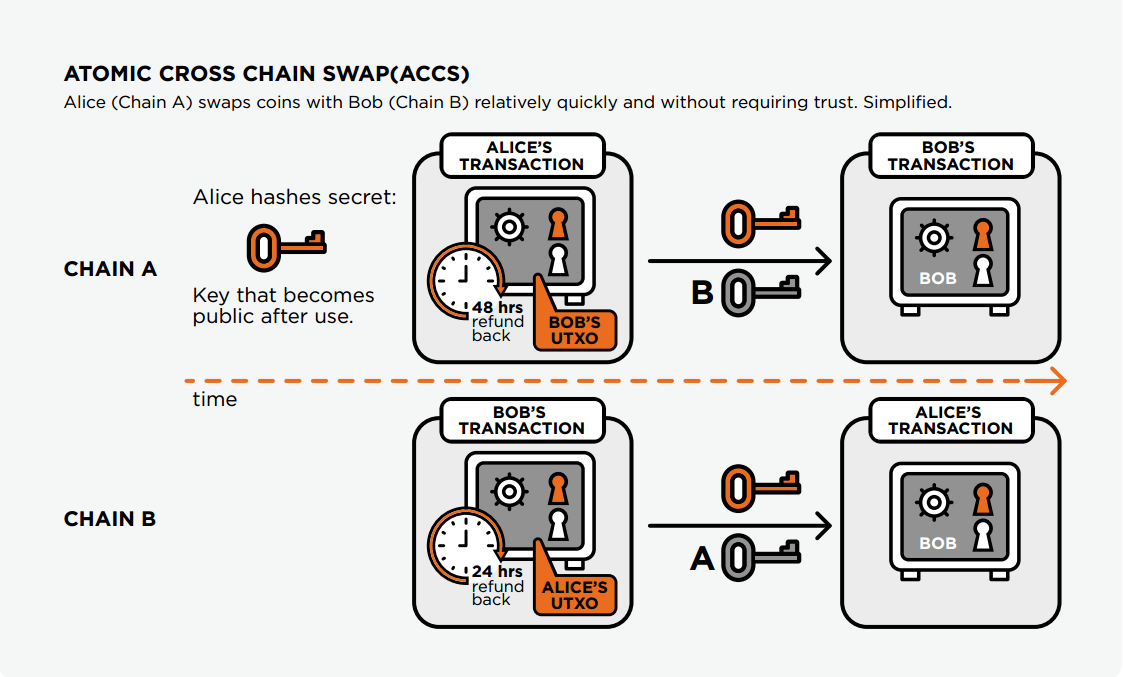 ATOMIC CROSS CHAIN SWAP(ACCS)
Alice (Chain A) swaps coins with Bob (Chain B) relatively quickly and without requiring trust. Simplified.
CHAIN A
Alice hashes secret:
Key that becomes
public after use.
ALICE'S
TRANSACTION
48 hrs
refund
back
BOB'S
UTXO
B
BOB'S
TRANSACTION
BOB
time
CHAIN B
BOB'S
TRANSACTION
24 hrs
refund
back
ALICE'S
UTXO
A
ALICE'S
TRANSACTION
BOB